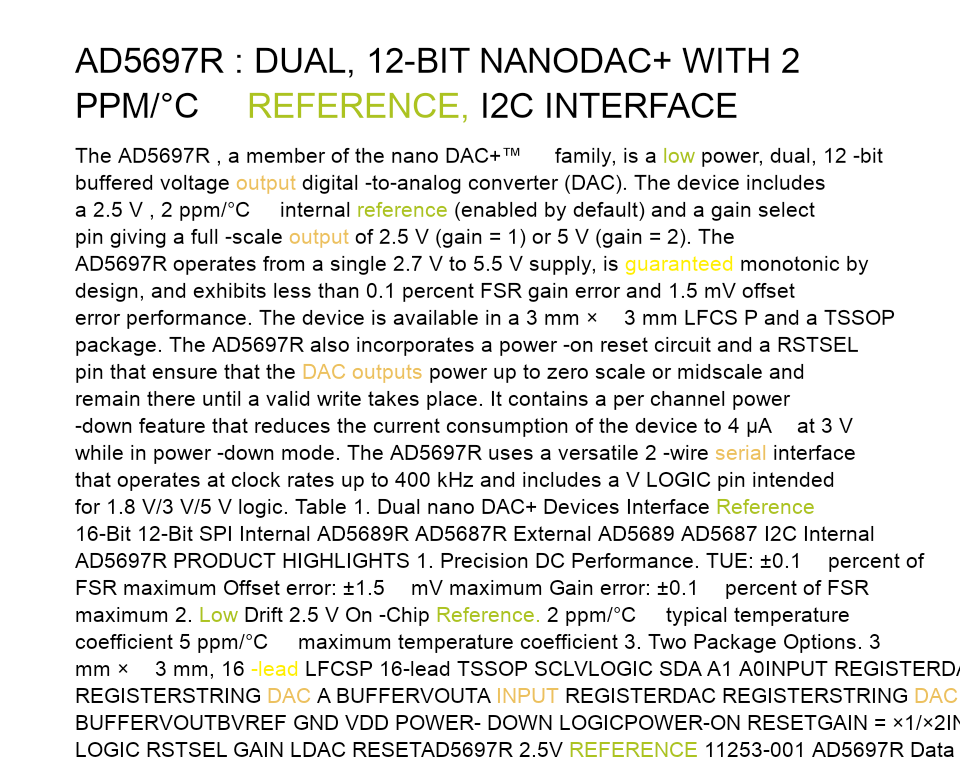 AD5697R : DUAL, 12-BIT NANODAC+ WITH 2
PPM/°C REFERENCE, I2C INTERFACE
The AD5697R , a member of the nano DAC+™ family, is a low power, dual, 12 -bit
buffered voltage output digital -to-analog converter (DAC). The device includes
a 2.5 V , 2 ppm/°C internal reference (enabled by default) and a gain select
pin giving a full -scale output of 2.5 V (gain = 1) or 5 V (gain = 2). The
AD5697R operates from a single 2.7 V to 5.5 V supply, is guaranteed monotonic by
design, and exhibits less than 0.1 percent FSR gain error and 1.5 mV offset
error performance. The device is available in a 3 mm × 3 mm LFCS P and a TSSOP
package. The AD5697R also incorporates a power -on reset circuit and a RSTSEL
pin that ensure that the DAC outputs power up to zero scale or midscale and
remain there until a valid write takes place. It contains a per channel power
-down feature that reduces the current consumption of the device to 4 µA at 3 V
while in power -down mode. The AD5697R uses a versatile 2 -wire serial interface
that operates at clock rates up to 400 kHz and includes a V LOGIC pin intended
for 1.8 V/3 V/5 V logic. Table 1. Dual nano DAC+ Devices Interface Reference
16-Bit 12-Bit SPI Internal AD5689R AD5687R External AD5689 AD5687 I2C Internal
AD5697R PRODUCT HIGHLIGHTS 1. Precision DC Performance. TUE: ±0.1 percent of
FSR maximum Offset error: ±1.5 mV maximum Gain error: ±0.1 percent of FSR
maximum 2. Low Drift 2.5 V On -Chip Reference. 2 ppm/°C typical temperature
coefficient 5 ppm/°C maximum temperature coefficient 3. Two Package Options. 3
mm × 3 mm, 16 -lead LFCSP 16-lead TSSOP SCLVLOGIC SDA A1 A0INPUT
REGISTERSTRING DAC A BUFFERVOUTA INPUT REGISTERDAC REGISTERSTRING DAC
BUFFERVOUTBVREF GND VDD POWER- DOWN LOGICPOWER-ON RESETGAIN =
LOGIC RSTSEL GAIN LDAC RESETAD5697R 2.5V REFERENCE 11253-001 AD5697R Data